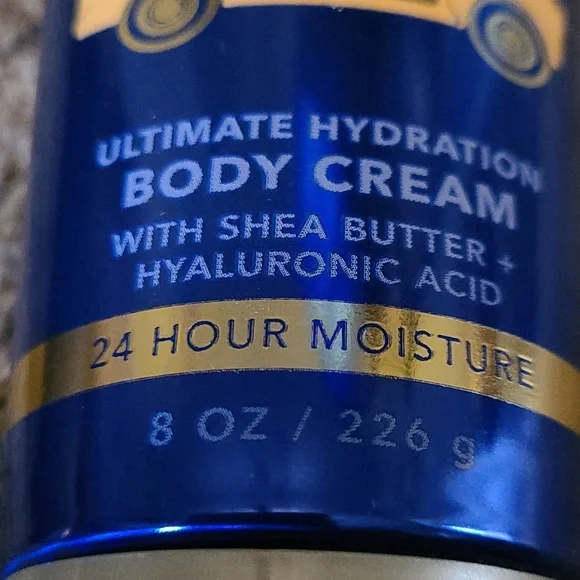 ULTIMATE HYDRATION
BODY CREAM
WITH SHEA BUTTER +
HYALURONIC ACID
24 HOUR MOISTURE
8 OZ / 226 g